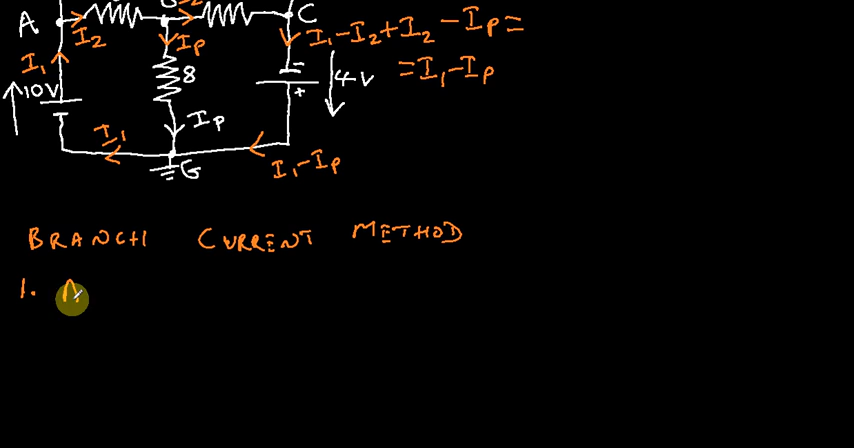 A
C
I2
Ip
I1-I2+I2-Ip=
=I1-Ip
I1
10V
8
-
4V
+
Ip
I1
G
I1-Ip
BRANCH CURRENT METHOD
1.